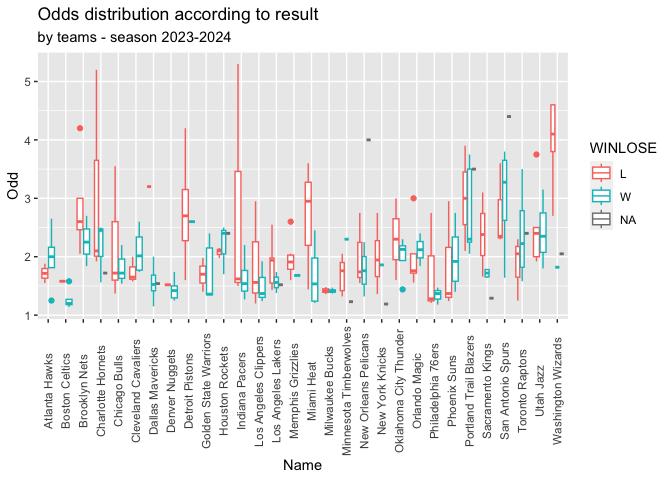 Odds distribution according to result
by teams - season 2023-2024
Odd
5
4
3
2
1
Atlanta Hawks
Boston Celtics
Brooklyn Nets
Charlotte Hornets
Chicago Bulls
Cleveland Cavaliers
Dallas Mavericks
Denver Nuggets
Detroit Pistons
Golden State Warriors
Houston Rockets
Indiana Pacers
Los Angeles Clippers
Los Angeles Lakers
Memphis Grizzlies
Miami Heat
Milwaukee Bucks
Minnesota Timberwolves
New Orleans Pelicans
New York Knicks
Oklahoma City Thunder
Orlando Magic
Philadelphia 76ers
Phoenix Suns
Portland Trail Blazers
Sacramento Kings
San Antonio Spurs
Toronto Raptors
Utah Jazz
Washington Wizards
Name
WINLOSE
L
W
NA